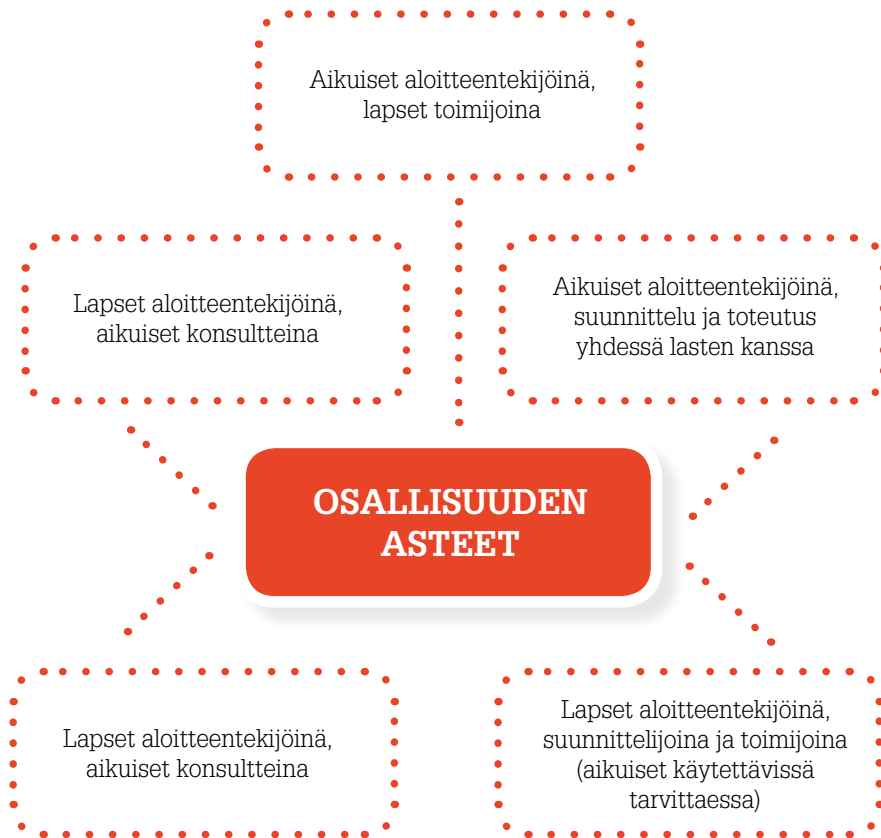 Aikuiset aloitteentekijöinä,
lapset toimijoina
Lapset aloitteentekijöinä,
aikuiset konsultteina
Aikuiset aloitteentekijöinä,
suunnittelu ja toteutus
yhdessä lasten kanssa
OSALLISUUDEN
ASTEET
Lapset aloitteentekijöinä,
aikuiset konsultteina
Lapset aloitteentekijöinä,
suunnittelijoina ja toimijoina
(aikuiset käytettävissä
tarvittaessa)